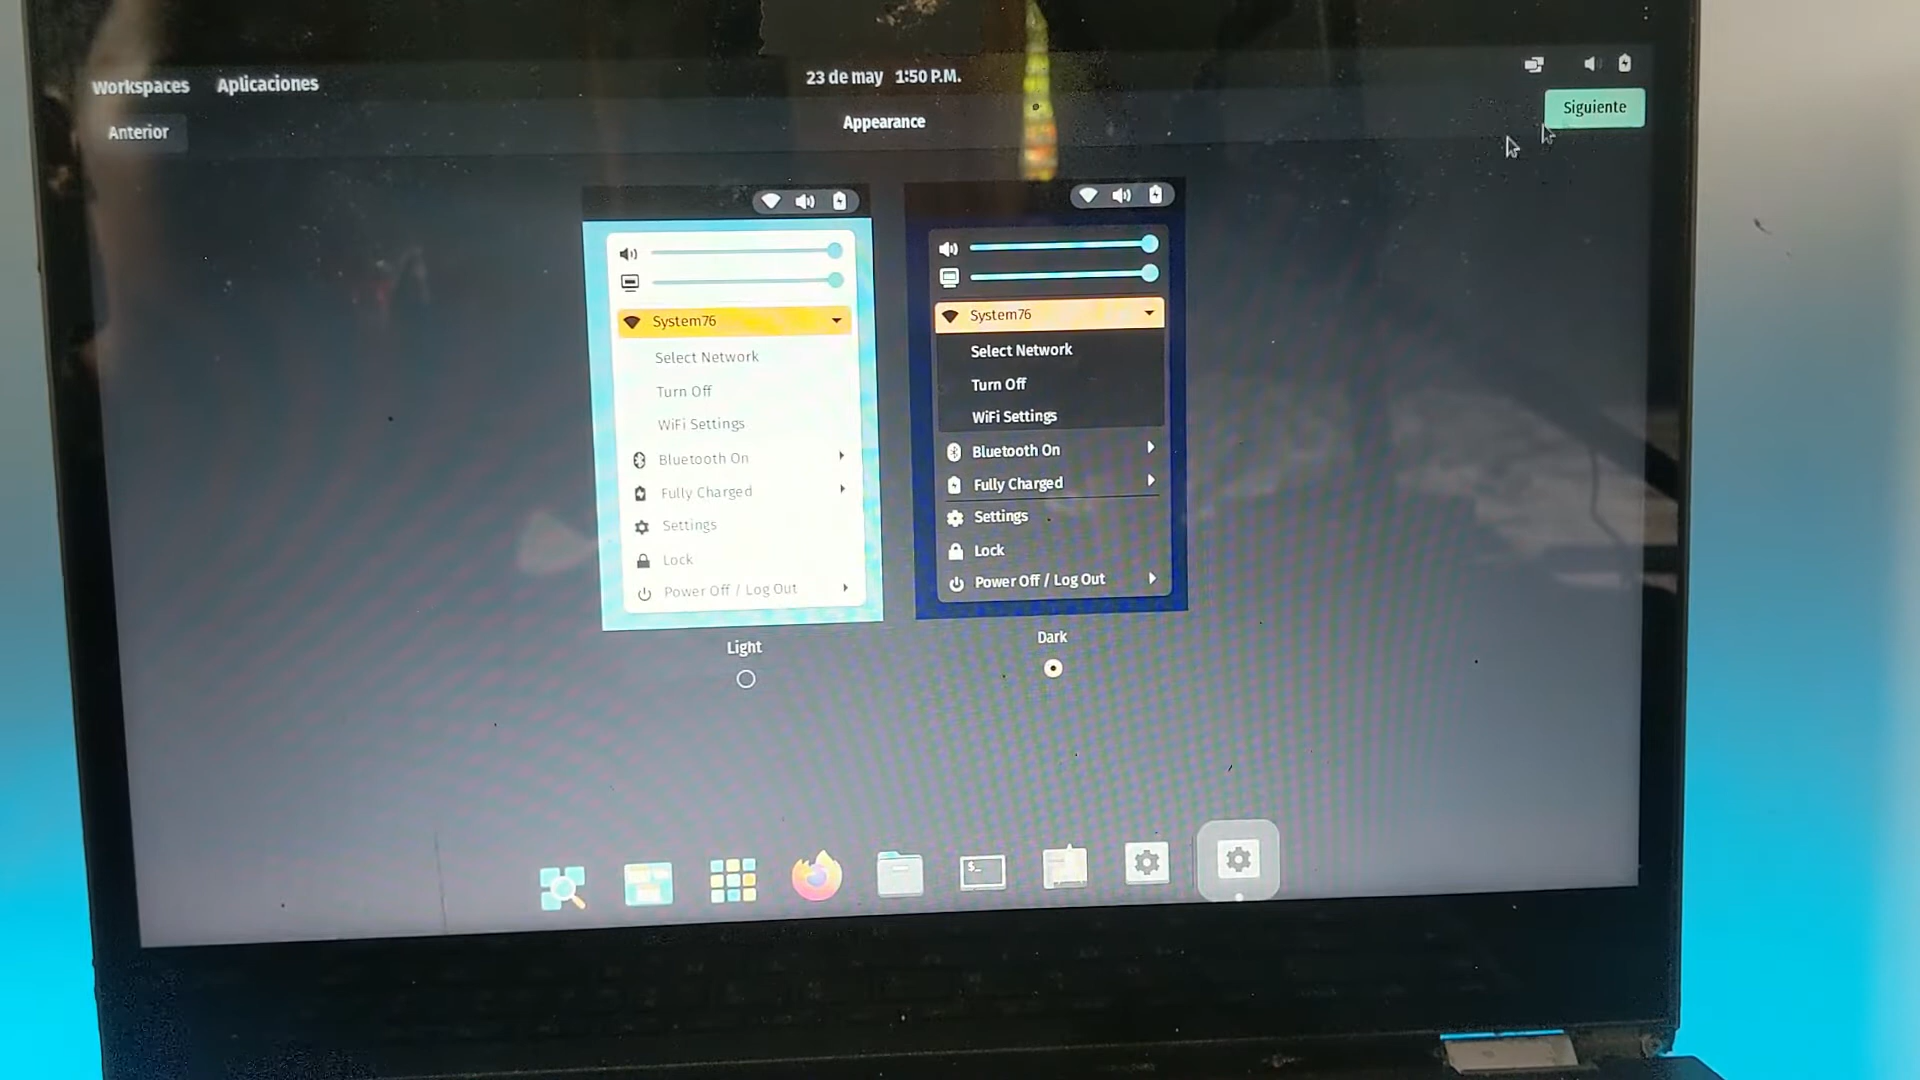 Workspaces Aplicaciones 23 de may 1:50 P.M.
Anterior Appearance Siguiente
System76
Select Network
Turn Off
WiFi Settings
Bluetooth On
Fully Charged
Settings
Lock
Power Off / Log Out
Light
System76
Select Network
Turn Off
WiFi Settings
Bluetooth On
Fully Charged
Settings
Lock
Power Off / Log Out
Dark
$_